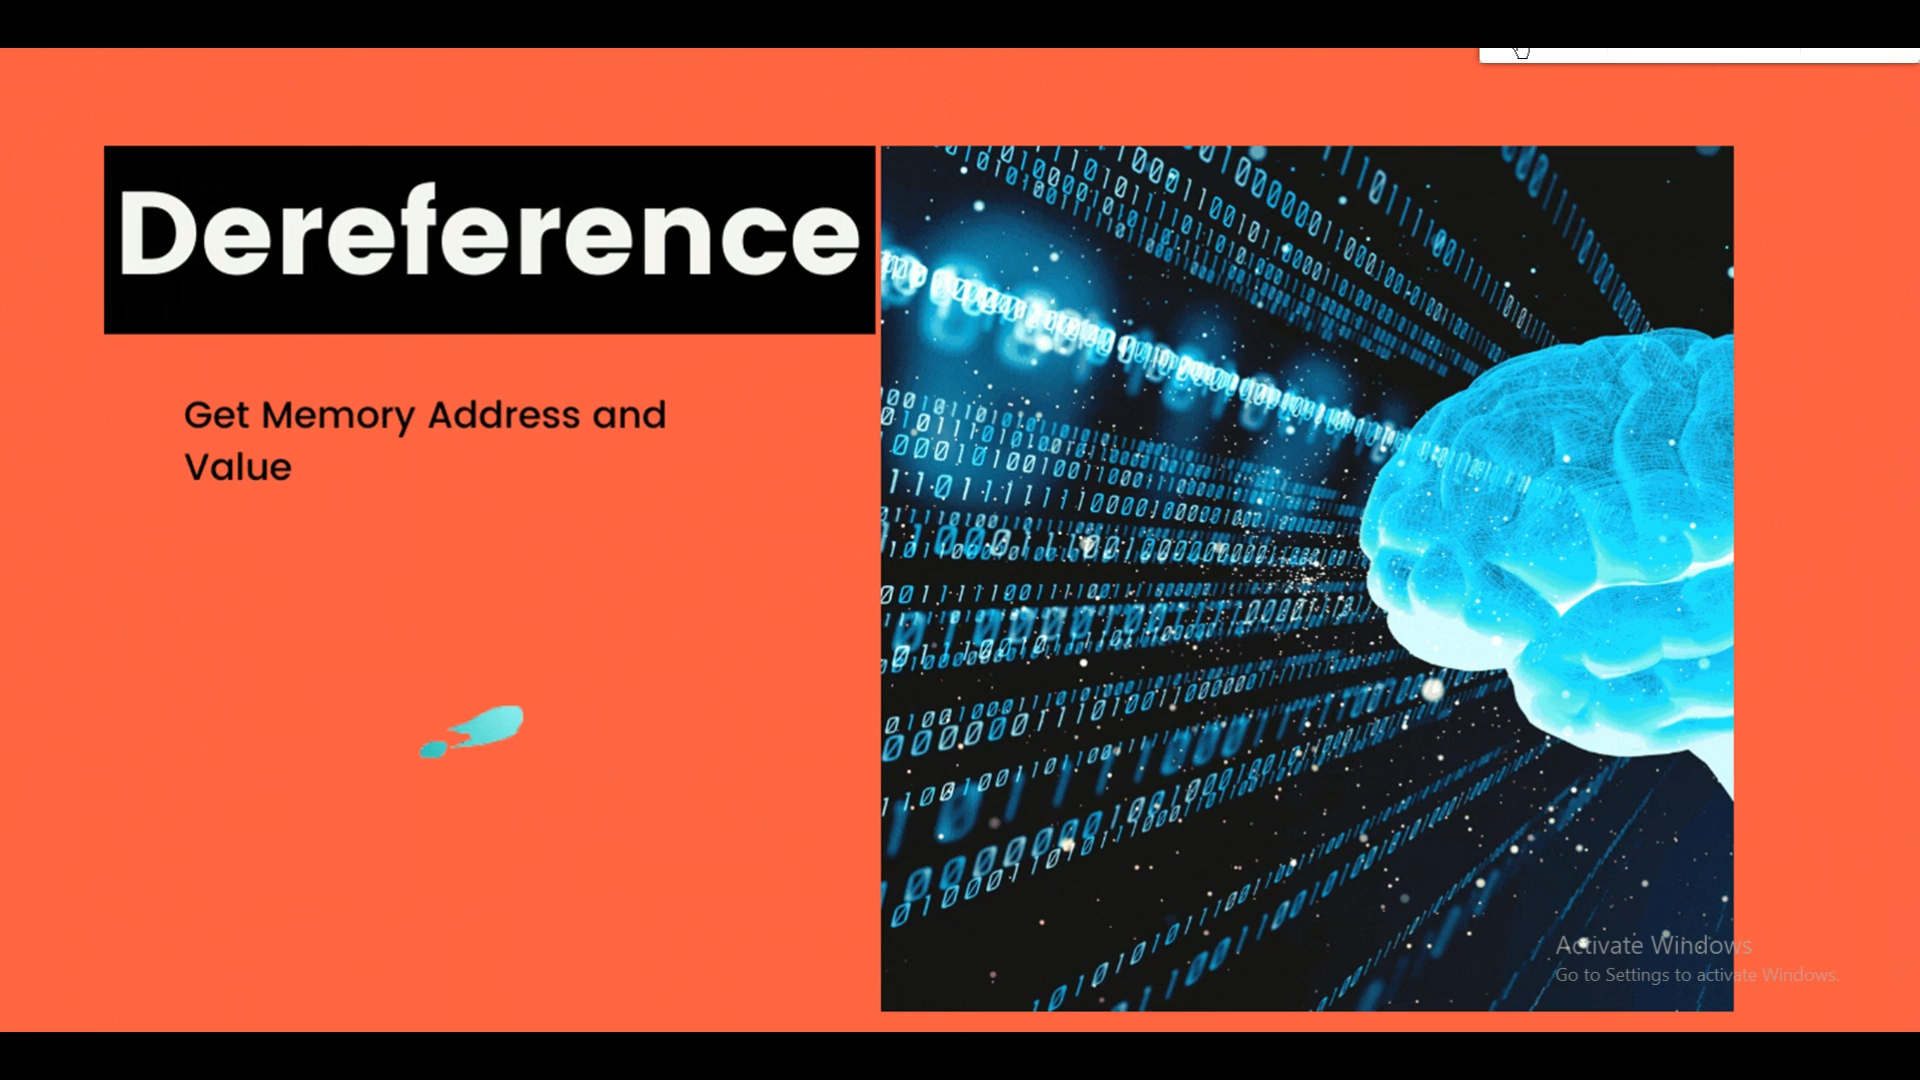 Dereference
Get Memory Address and
Value
Activate Windows
Go to Settings to activate Windows.